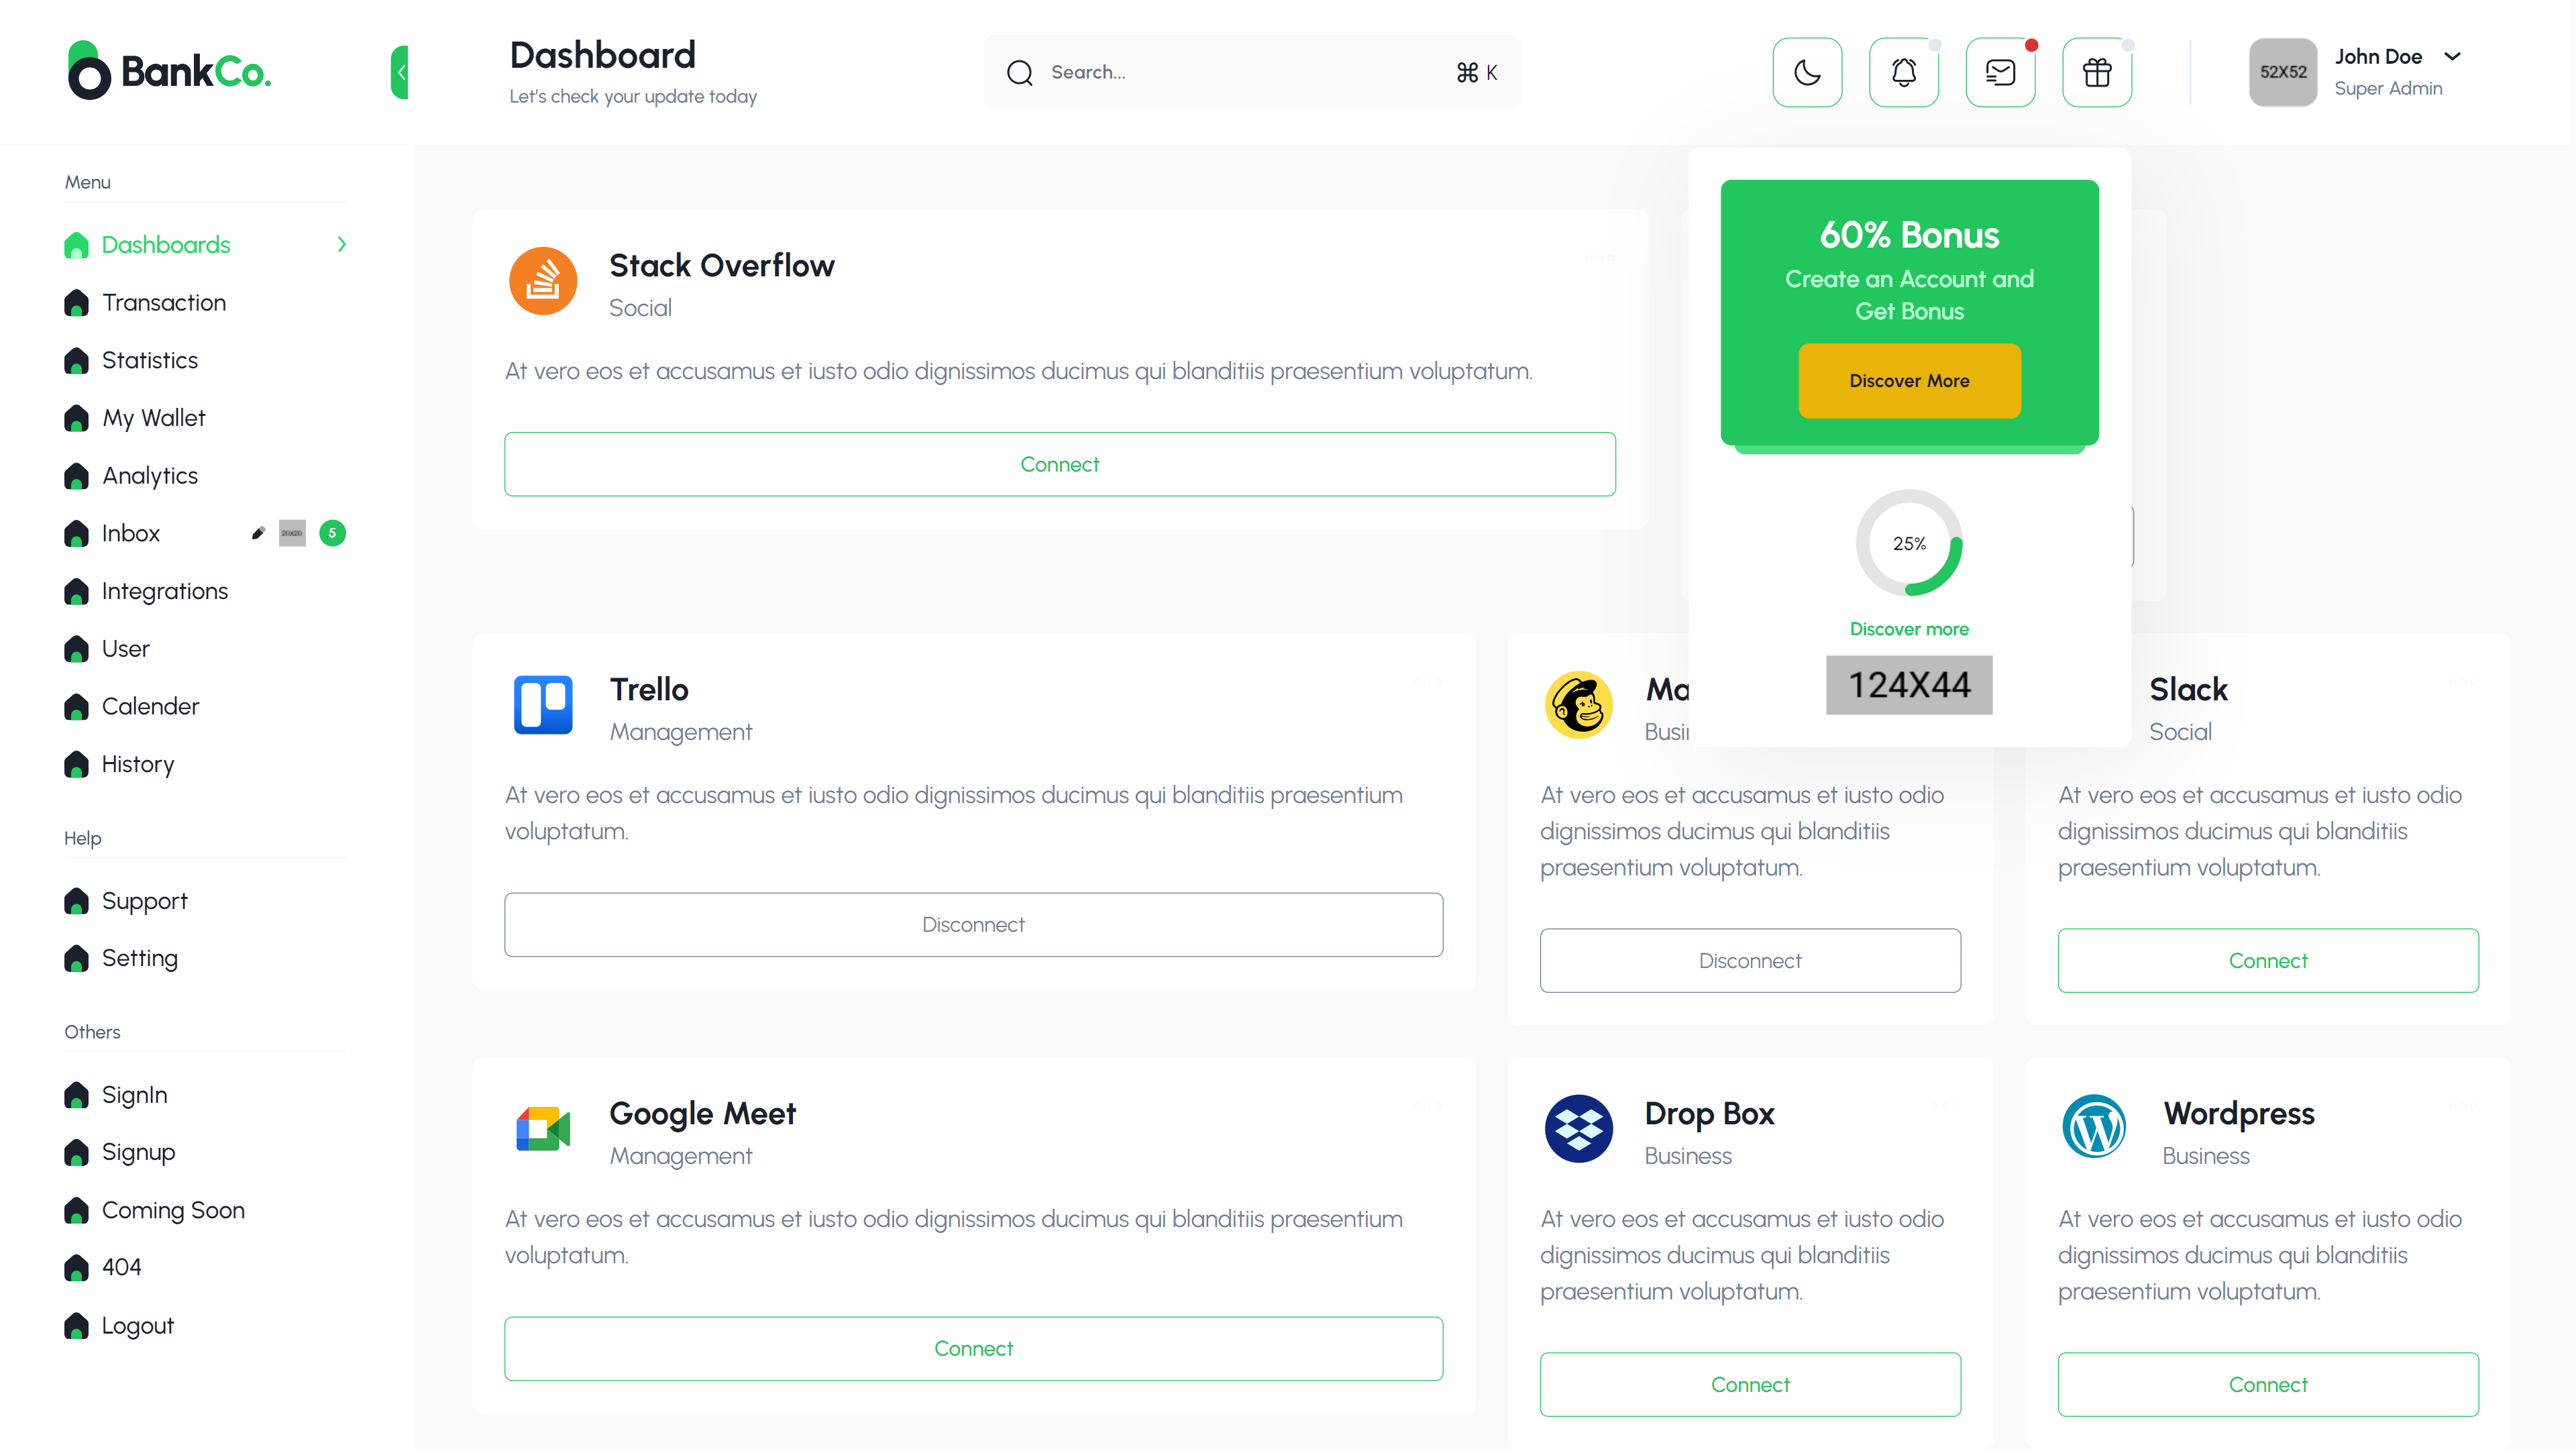 BankCo.
Dashboard
Let's check your update today
Search...
⌘ K
52X52
John Doe
Super Admin
Menu
Dashboards
Transaction
Statistics
My Wallet
Analytics
Inbox
5
Integrations
User
Calender
History
Help
Support
Setting
Others
SignIn
Signup
Coming Soon
404
Logout
Stack Overflow
Social
At vero eos et accusamus et iusto odio dignissimos ducimus qui blanditiis praesentium voluptatum.
Connect
60% Bonus
Create an Account and
Get Bonus
Discover More
25%
Discover more
124X44
Trello
Management
At vero eos et accusamus et iusto odio dignissimos ducimus qui blanditiis praesentium
voluptatum.
Disconnect
Ma
Busi
At vero eos et accusamus et iusto odio
dignissimos ducimus qui blanditiis
praesentium voluptatum.
Disconnect
Slack
Social
At vero eos et accusamus et iusto odio
dignissimos ducimus qui blanditiis
praesentium voluptatum.
Connect
Google Meet
Management
At vero eos et accusamus et iusto odio dignissimos ducimus qui blanditiis praesentium
voluptatum.
Connect
Drop Box
Business
At vero eos et accusamus et iusto odio
dignissimos ducimus qui blanditiis
praesentium voluptatum.
Connect
Wordpress
Business
At vero eos et accusamus et iusto odio
dignissimos ducimus qui blanditiis
praesentium voluptatum.
Connect